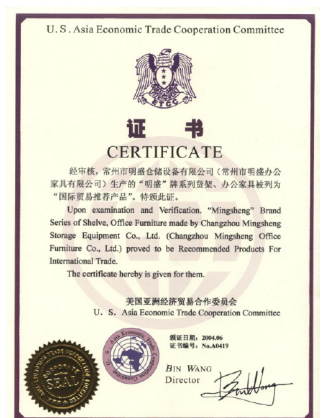 U. S. Asia Economic Trade Cooperation Committee
证 书
CERTIFICATE
经审核，常州市明盛仓储设备有限公司（常州市明盛办公
家具有限公司）生产的“明盛”牌系列货架、办公家具被列为
“国际贸易推荐产品”。特颁此证。
Upon examination and Verification, "Mingsheng" Brand
Series of Shelve, Office Furniture made by Changzhou Mingsheng
Storage Equipment Co., Ltd. (Changzhou Mingsheng Office
Furniture Co., Ltd.) proved to be Recommended Products For
International Trade.
The certificate hereby is given for them.
美国亚洲经济贸易合作委员会
U. S. Asia Economic Trade Cooperation Committee
颁证日期: 2004.06
证书编号: No.A0419
BIN WANG
Director
SEAL